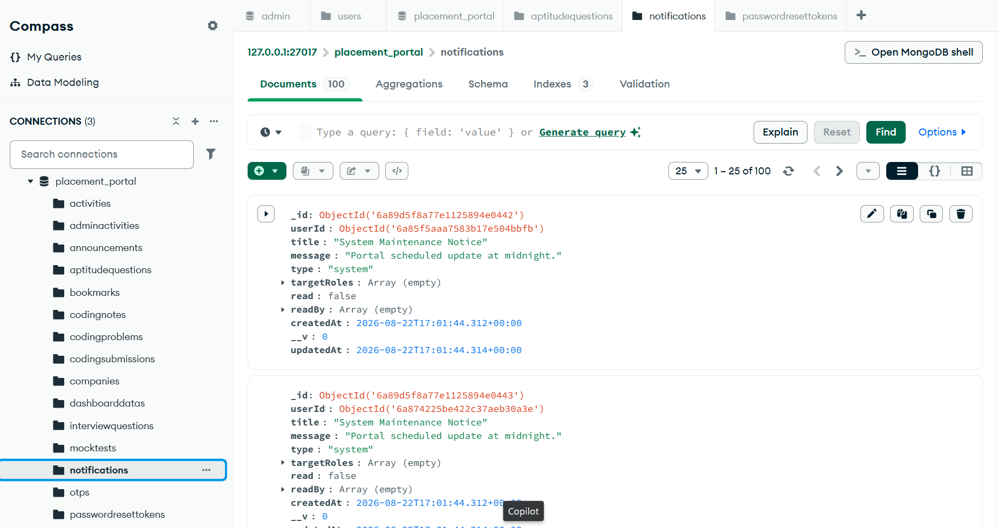 Compass
My Queries
Data Modeling
CONNECTIONS (3)
Search connections
placement_portal
activities
adminactivities
announcements
aptitudequestions
bookmarks
codingnotes
codingproblems
codingsubmissions
companies
dashboarddatas
interviewquestions
mocktests
notifications
otps
passwordresettokens
admin users placement_portal aptitudequestions notifications passwordresettokens
127.0.0.1:27017 placement_portal notifications
>_ Open MongoDB shell
Documents 100 Aggregations Schema Indexes 3 Validation
Type a query: { field: 'value' } or Generate query
Explain Reset Find Options
25 1 – 25 of 100
_id: ObjectId('6a89d5f8a77e1125894e0442')
userId : ObjectId('6a85f5aaa7583b17e504bbfb')
title : "System Maintenance Notice"
message : "Portal scheduled update at midnight."
type : "system"
targetRoles : Array (empty)
read : false
readBy : Array (empty)
createdAt : 2026-08-22T17:01:44.312+00:00
__v : 0
updatedAt : 2026-08-22T17:01:44.314+00:00
_id: ObjectId('6a89d5f8a77e1125894e0443')
userId : ObjectId('6a874225be422c37aeb30a3e')
title : "System Maintenance Notice"
message : "Portal scheduled update at midnight."
type : "system"
targetRoles : Array (empty)
read : false
readBy : Array (empty)
createdAt : 2026-08-22T17:01:44.312+00
Copilot
__v : 0